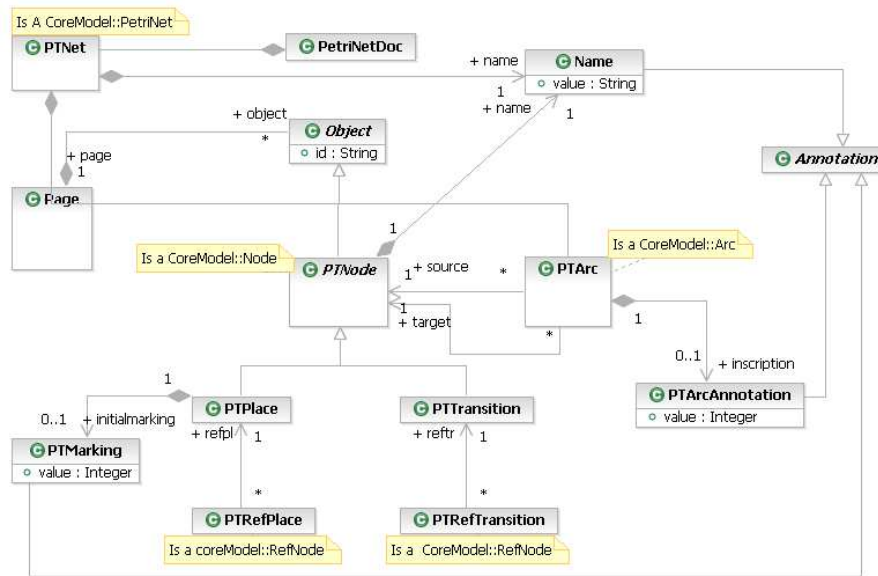 Is A CoreModel::PetriNet
PTNet
PetriNetDoc
+ name
Name
value : String
1
+ name
1
+ object
*
Object
id : String
Annotation
+ page
1
Page
1
Is a CoreModel::Node
Is a CoreModel::Arc
PTNode
1
+ source
*
PTArc
1
+ target
*
1
0..1
+ inscription
1
PTPlace
PTTransition
PTArcAnnotation
value : Integer
0..1
+ initialmarking
+ refpl
1
+ reftr
1
PTMarking
value : Integer
*
*
PTRefPlace
PTRefTransition
Is a coreModel::RefNode
Is a CoreModel::RefNode